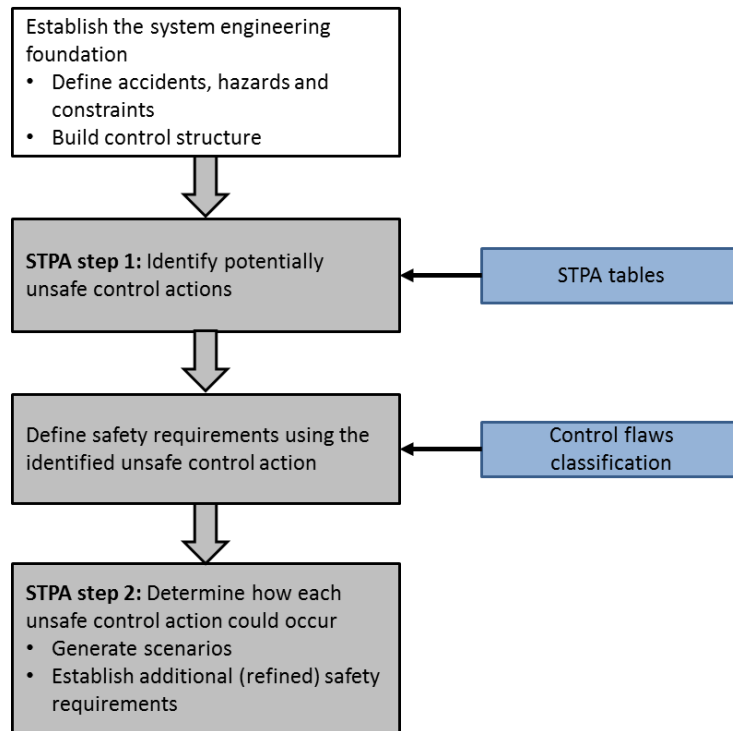 Establish the system engineering
foundation
• Define accidents, hazards and
constraints
• Build control structure
STPA step 1: Identify potentially
unsafe control actions
STPA tables
Define safety requirements using the
identified unsafe control action
Control flaws
classification
STPA step 2: Determine how each
unsafe control action could occur
• Generate scenarios
• Establish additional (refined) safety
requirements